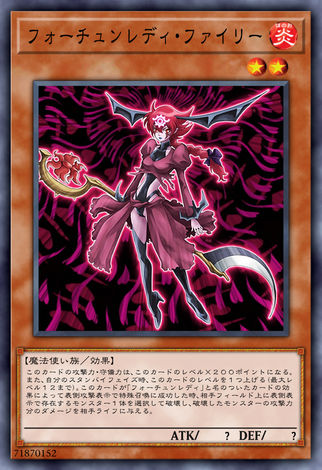 フォーチュンレディ・ファイリー
ほのお
炎
【魔法使い族／効果】
このカードの攻撃力・守備力は、このカードのレベル×２００ポイントになる。
また、自分のスタンバイフェイズ時、このカードのレベルを１つ上げる（最大レ
ベル１２まで）。このカードが「フォーチュンレディ」と名のついたカードの効
果によって表側攻撃表示で特殊召喚に成功した時、相手フィールド上に表側表
示で存在するモンスター１体を選択して破壊し、破壊したモンスターの攻撃力
分のダメージを相手ライフに与える。
ATK/ ? DEF/ ?
71870152